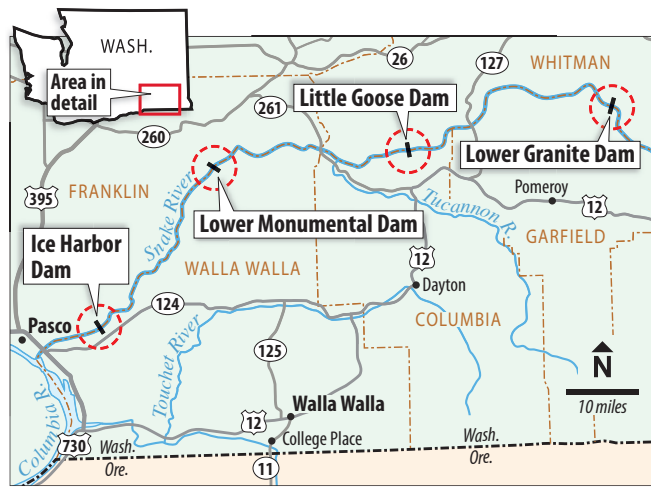 WASH.
Area in
detail
26
127
WHITMAN
Little Goose Dam
261
260
Lower Granite Dam
395
FRANKLIN
Snake River
Lower Monumental Dam
Tucannon R.
Pomeroy
12
GARFIELD
Ice Harbor
Dam
WALLA WALLA
12
Dayton
124
Pasco
COLUMBIA
Touchet River
125
N
10 miles
Columbia R.
Walla Walla
12
College Place
730
Wash.
Ore.
Wash.
Ore.
11